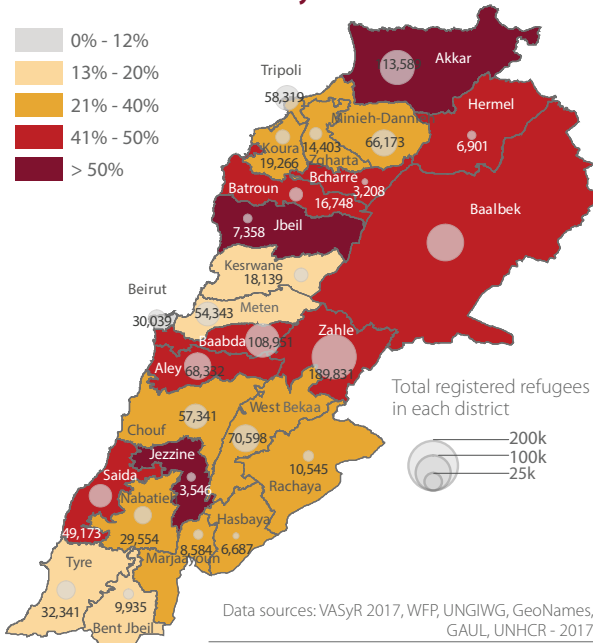 0% - 12%
13% - 20%
21% - 40%
41% - 50%
> 50%
Akkar
Tripoli
58,319
Hermel
6,901
Minieh-Dannie
66,173
14,403
Zgharta
Koura
19,266
Bcharre
3,208
Batroun
16,748
Baalbek
Jbeil
7,358
Kesrwane
18,139
Beirut
30,039
54,343
Meten
Zahle
189,831
Baabda
108,951
Aley
68,332
Total registered refugees
in each district
200k
100k
25k
57,341
Chouf
West Bekaa
70,598
Jezzine
3,546
10,545
Rachaya
Saida
49,173
Nabatieh
29,554
Hasbaya
6,687
8,584
Marjaayoun
Tyre
32,341
9,935
Bent Jbeil
Data sources: VASyR 2017, WFP, UNGIWG, GeoNames,
GAUL, UNHCR - 2017